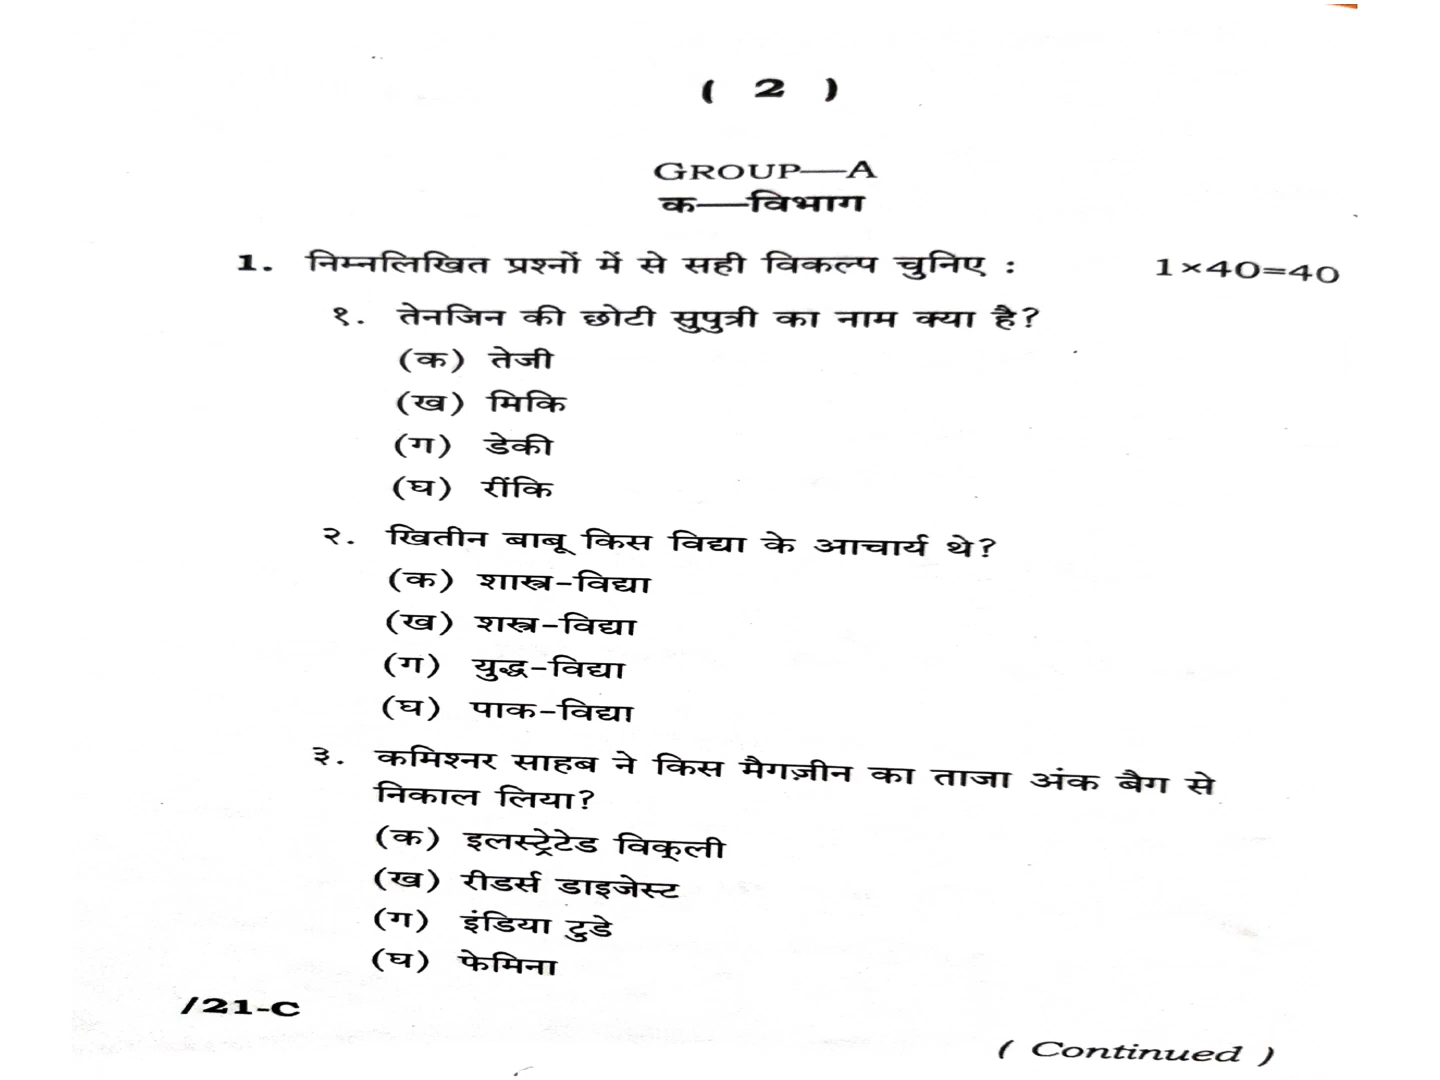 ( 2 )
GROUP—A
क—विभाग
1. निम्नलिखित प्रश्नों में से सही विकल्प चुनिए : 1×40=40
१. तेनजिन की छोटी सुपुत्री का नाम क्या है?
(क) तेजी
(ख) मिकि
(ग) डेकी
(घ) रींकि
२. खितीन बाबू किस विद्या के आचार्य थे?
(क) शास्त्र-विद्या
(ख) शस्त्र-विद्या
(ग) युद्ध-विद्या
(घ) पाक-विद्या
३. कमिश्नर साहब ने किस मैगज़ीन का ताजा अंक बैग से
निकाल लिया?
(क) इलस्ट्रेटेड विक्‌ली
(ख) रीडर्स डाइजेस्ट
(ग) इंडिया टुडे
(घ) फेमिना
/21-C
( Continued )